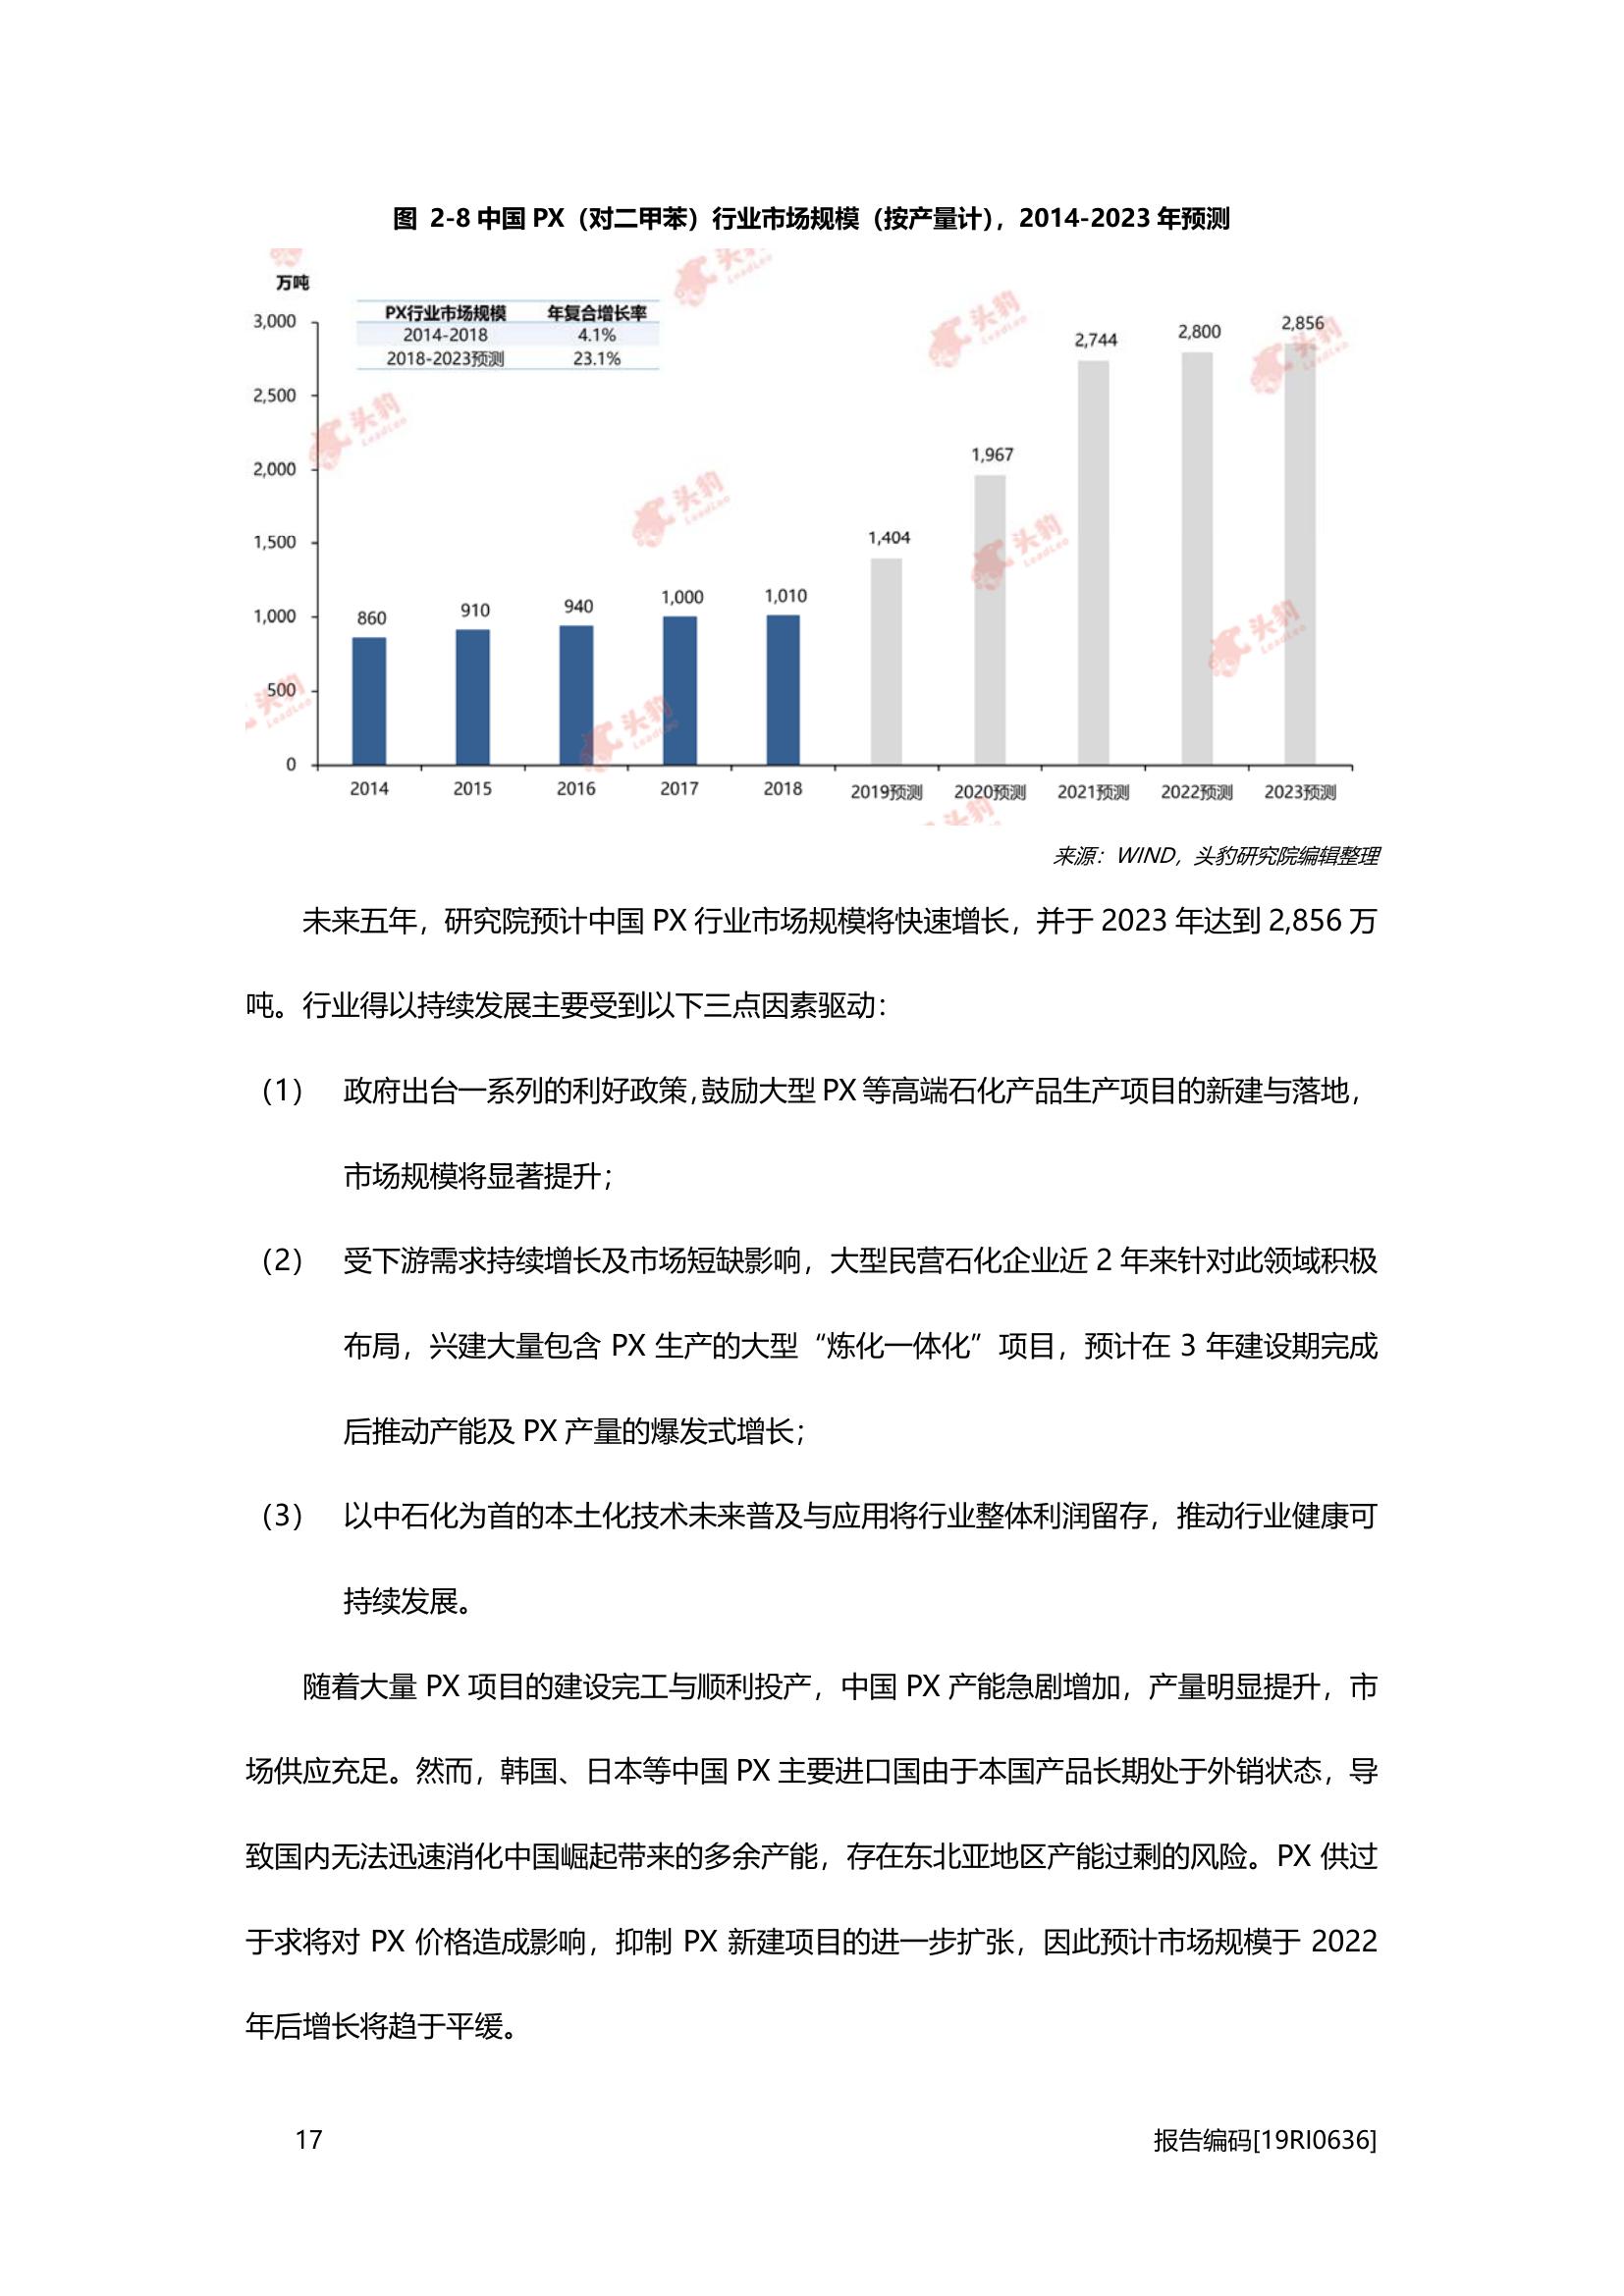 图 2-8 中国 PX（对二甲苯）行业市场规模（按产量计），2014-2023 年预测
万吨
PX行业市场规模 年复合增长率
2014-2018 4.1%
2018-2023预测 23.1%
3,000
2,500
2,000
1,500
1,000
500
0
860
910
940
1,000
1,010
1,404
1,967
2,744
2,800
2,856
2014 2015 2016 2017 2018 2019预测 2020预测 2021预测 2022预测 2023预测
头豹
LeadLeo
来源：WIND，头豹研究院编辑整理
未来五年，研究院预计中国 PX 行业市场规模将快速增长，并于 2023 年达到 2,856 万
吨。行业得以持续发展主要受到以下三点因素驱动：
（1） 政府出台一系列的利好政策，鼓励大型 PX 等高端石化产品生产项目的新建与落地，
市场规模将显著提升；
（2） 受下游需求持续增长及市场短缺影响，大型民营石化企业近 2 年来针对此领域积极
布局，兴建大量包含 PX 生产的大型“炼化一体化”项目，预计在 3 年建设期完成
后推动产能及 PX 产量的爆发式增长；
（3） 以中石化为首的本土化技术未来普及与应用将行业整体利润留存，推动行业健康可
持续发展。
随着大量 PX 项目的建设完工与顺利投产，中国 PX 产能急剧增加，产量明显提升，市
场供应充足。然而，韩国、日本等中国 PX 主要进口国由于本国产品长期处于外销状态，导
致国内无法迅速消化中国崛起带来的多余产能，存在东北亚地区产能过剩的风险。PX 供过
于求将对 PX 价格造成影响，抑制 PX 新建项目的进一步扩张，因此预计市场规模于 2022
年后增长将趋于平缓。
17 报告编码[19RI0636]